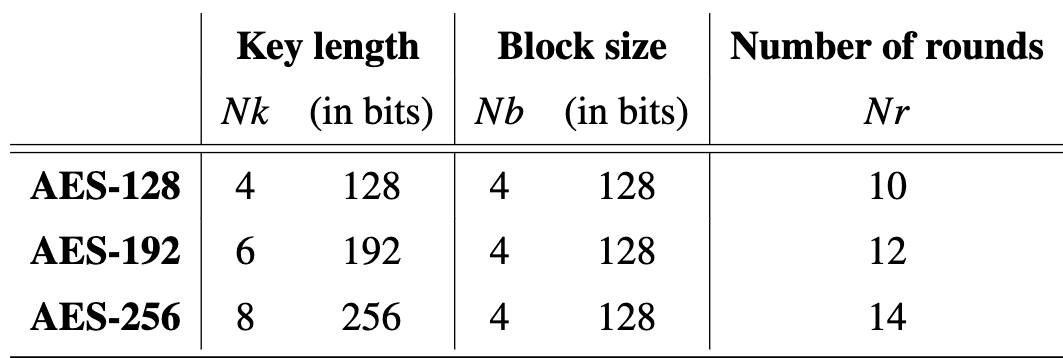 Key length Block size Number of rounds
Nk (in bits) Nb (in bits) Nr
AES-128 4 128 4 128 10
AES-192 6 192 4 128 12
AES-256 8 256 4 128 14